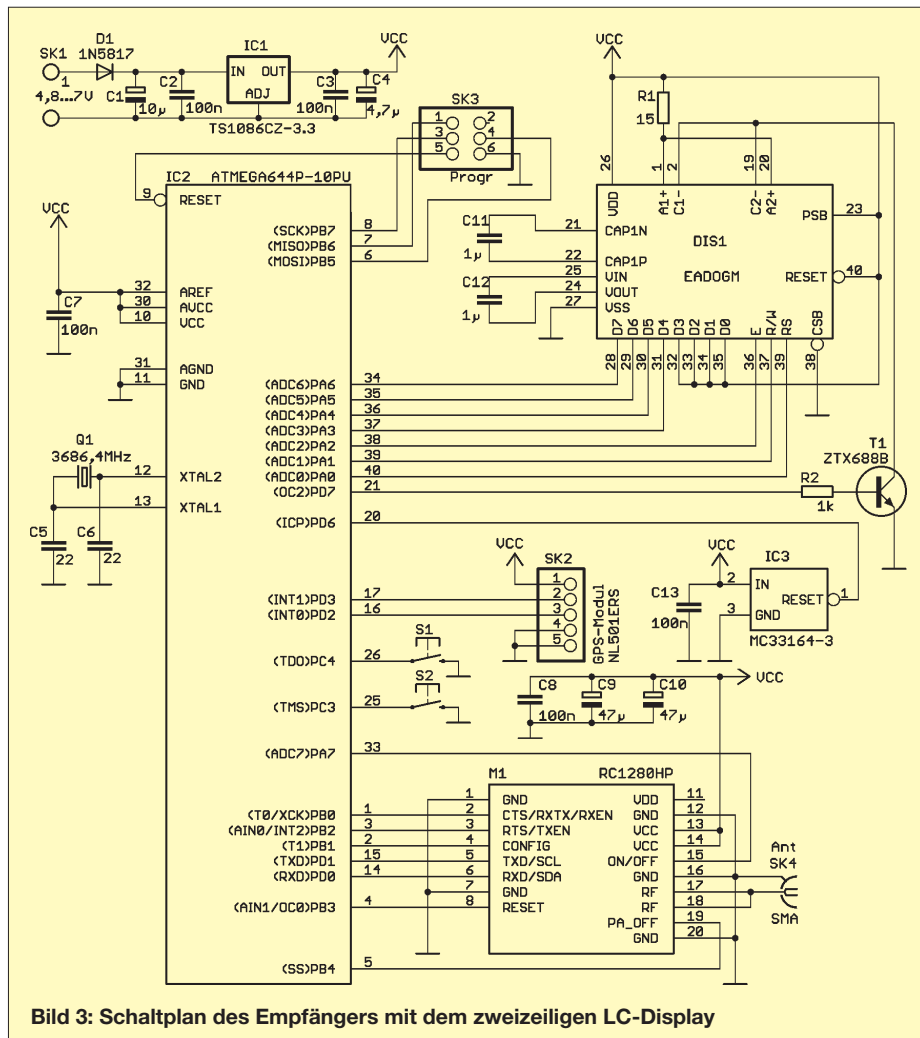 SK1
D1
1N5817
1
4,8...7V
C1
10µ
C2
100n
IC1
IN
OUT
ADJ
TS1086CZ-3.3
C3
100n
C4
4,7µ
VCC
SK3
1
2
3
4
5
6
Progr
VCC
R1
15
26
1
2
19
20
VDD
A1+
C1-
C2-
A2+
DIS1
EADOGM
C11
1µ
C12
1µ
21
CAP1N
22
CAP1P
25
VIN
24
VOUT
27
VSS
PSB
23
RESET
40
CSB
D7
D6
D5
D4
D3
D2
D1
D0
E
R/W
RS
28
29
30
31
32
33
34
35
36
37
39
38
IC2
ATMEGA644P-10PU
9
RESET
(SCK)PB7
8
(MISO)PB6
7
(MOSI)PB5
6
VCC
C7
100n
32
AREF
30
AVCC
10
VCC
31
AGND
11
GND
(ADC6)PA6
34
(ADC5)PA5
35
(ADC4)PA4
36
(ADC3)PA3
37
(ADC2)PA2
38
(ADC1)PA1
39
(ADC0)PA0
40
(OC2)PD7
21
R2
1k
T1
ZTX688B
Q1
3686,4MHz
12
XTAL2
13
XTAL1
C5
22
C6
22
(ICP)PD6
20
VCC
SK2
1
2
3
4
5
GPS-Modul
NL501ERS
VCC
C13
100n
IC3
2
IN
3
GND
RESET
1
MC33164-3
(INT1)PD3
17
(INT0)PD2
16
(TDO)PC4
26
S1
(TMS)PC3
25
S2
C8
100n
C9
47µ
C10
47µ
VCC
(ADC7)PA7
33
M1
RC1280HP
(T0/XCK)PB0
1
(AIN0/INT2)PB2
3
(T1)PB1
2
(TXD)PD1
15
(RXD)PD0
14
(AIN1/OC0)PB3
4
(SS)PB4
5
1
GND
2
CTS/RXTX/RXEN
3
RTS/TXEN
4
CONFIG
5
TXD/SCL
6
RXD/SDA
7
GND
8
RESET
VDD
11
GND
12
VCC
13
VCC
14
ON/OFF
15
GND
16
RF
17
RF
18
PA_OFF
19
GND
20
Ant
SK4
SMA
Bild 3: Schaltplan des Empfängers mit dem zweizeiligen LC-Display